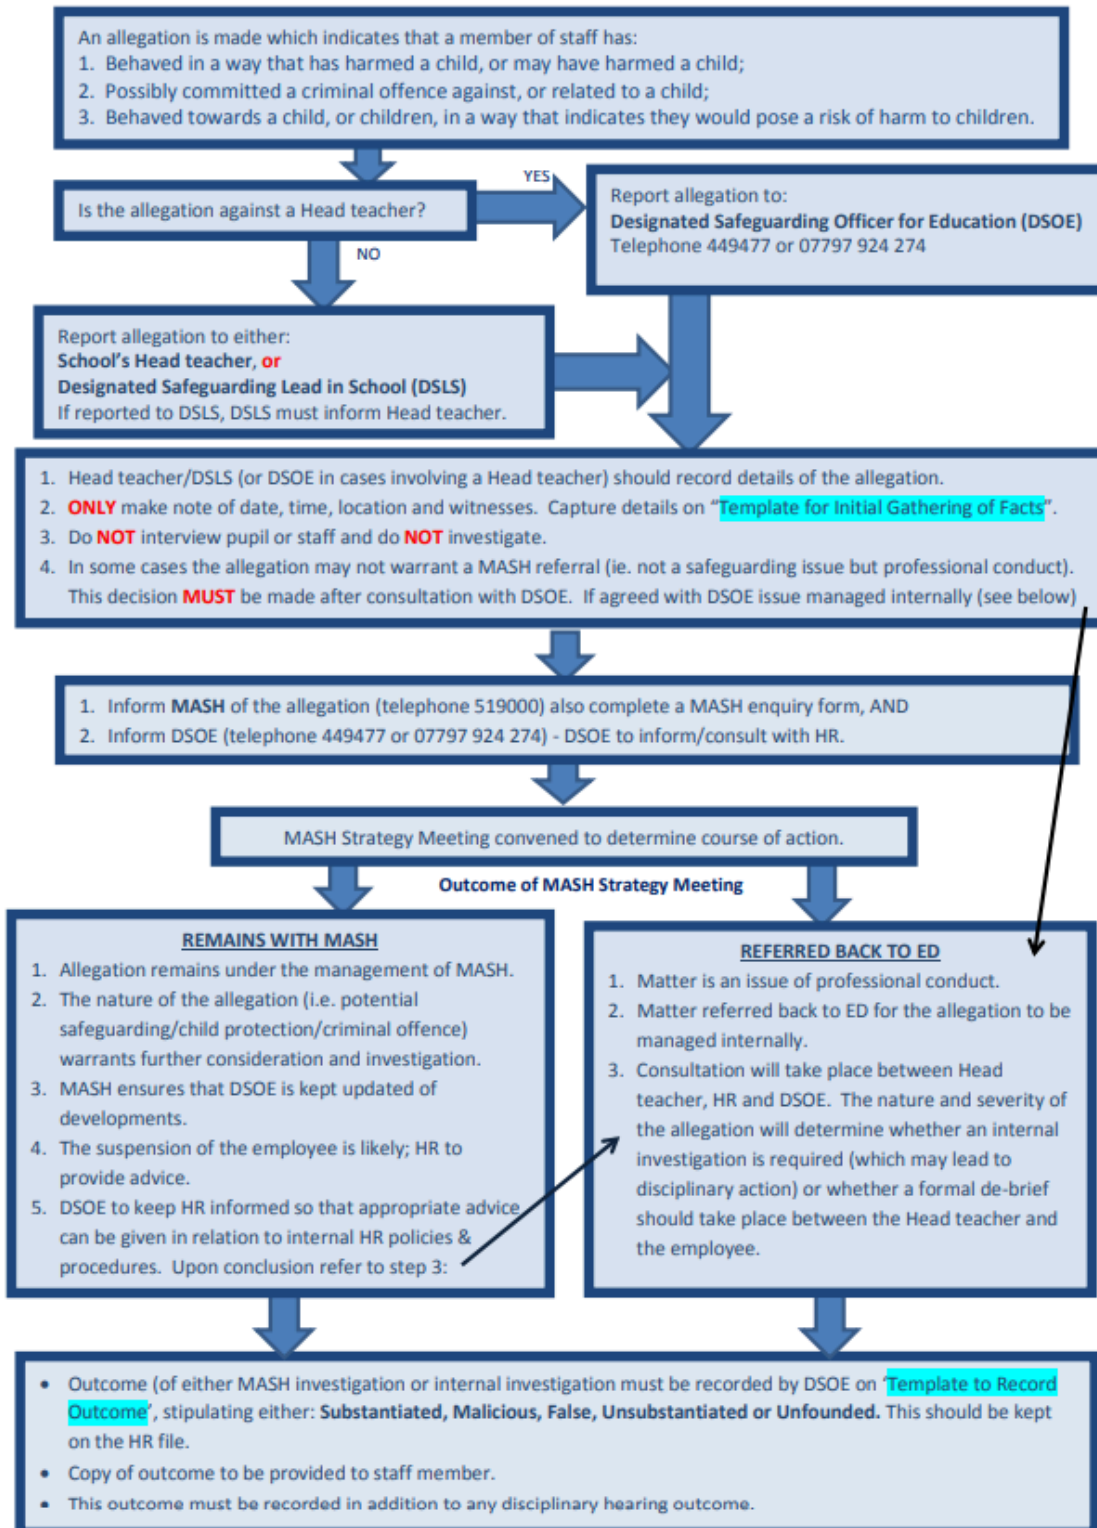 An allegation is made which indicates that a member of staff has:
1. Behaved in a way that has harmed a child, or may have harmed a child;
2. Possibly committed a criminal offence against, or related to a child;
3. Behaved towards a child, or children, in a way that indicates they would pose a risk of harm to children.
Is the allegation against a Head teacher?
YES
Report allegation to:
Designated Safeguarding Officer for Education (DSOE)
Telephone 449477 or 07797 924 274
NO
Report allegation to either:
School's Head teacher, or
Designated Safeguarding Lead in School (DSLS)
If reported to DSLS, DSLS must inform Head teacher.
1. Head teacher/DSLS (or DSOE in cases involving a Head teacher) should record details of the allegation.
2. ONLY make note of date, time, location and witnesses. Capture details on "Template for Initial Gathering of Facts".
3. Do NOT interview pupil or staff and do NOT investigate.
4. In some cases the allegation may not warrant a MASH referral (ie. not a safeguarding issue but professional conduct).
This decision MUST be made after consultation with DSOE. If agreed with DSOE issue managed internally (see below)
1. Inform MASH of the allegation (telephone 519000) also complete a MASH enquiry form, AND
2. Inform DSOE (telephone 449477 or 07797 924 274) - DSOE to inform/consult with HR.
MASH Strategy Meeting convened to determine course of action.
Outcome of MASH Strategy Meeting
REMAINS WITH MASH
1. Allegation remains under the management of MASH.
2. The nature of the allegation (i.e. potential
safeguarding/child protection/criminal offence)
warrants further consideration and investigation.
3. MASH ensures that DSOE is kept updated of
developments.
4. The suspension of the employee is likely; HR to
provide advice.
5. DSOE to keep HR informed so that appropriate advice
can be given in relation to internal HR policies &
procedures. Upon conclusion refer to step 3:
REFERRED BACK TO ED
1. Matter is an issue of professional conduct.
2. Matter referred back to ED for the allegation to be
managed internally.
3. Consultation will take place between Head
teacher, HR and DSOE. The nature and severity of
the allegation will determine whether an internal
investigation is required (which may lead to
disciplinary action) or whether a formal de-brief
should take place between the Head teacher and
the employee.
• Outcome (of either MASH investigation or internal investigation must be recorded by DSOE on 'Template to Record
Outcome', stipulating either: Substantiated, Malicious, False, Unsubstantiated or Unfounded. This should be kept
on the HR file.
• Copy of outcome to be provided to staff member.
• This outcome must be recorded in addition to any disciplinary hearing outcome.